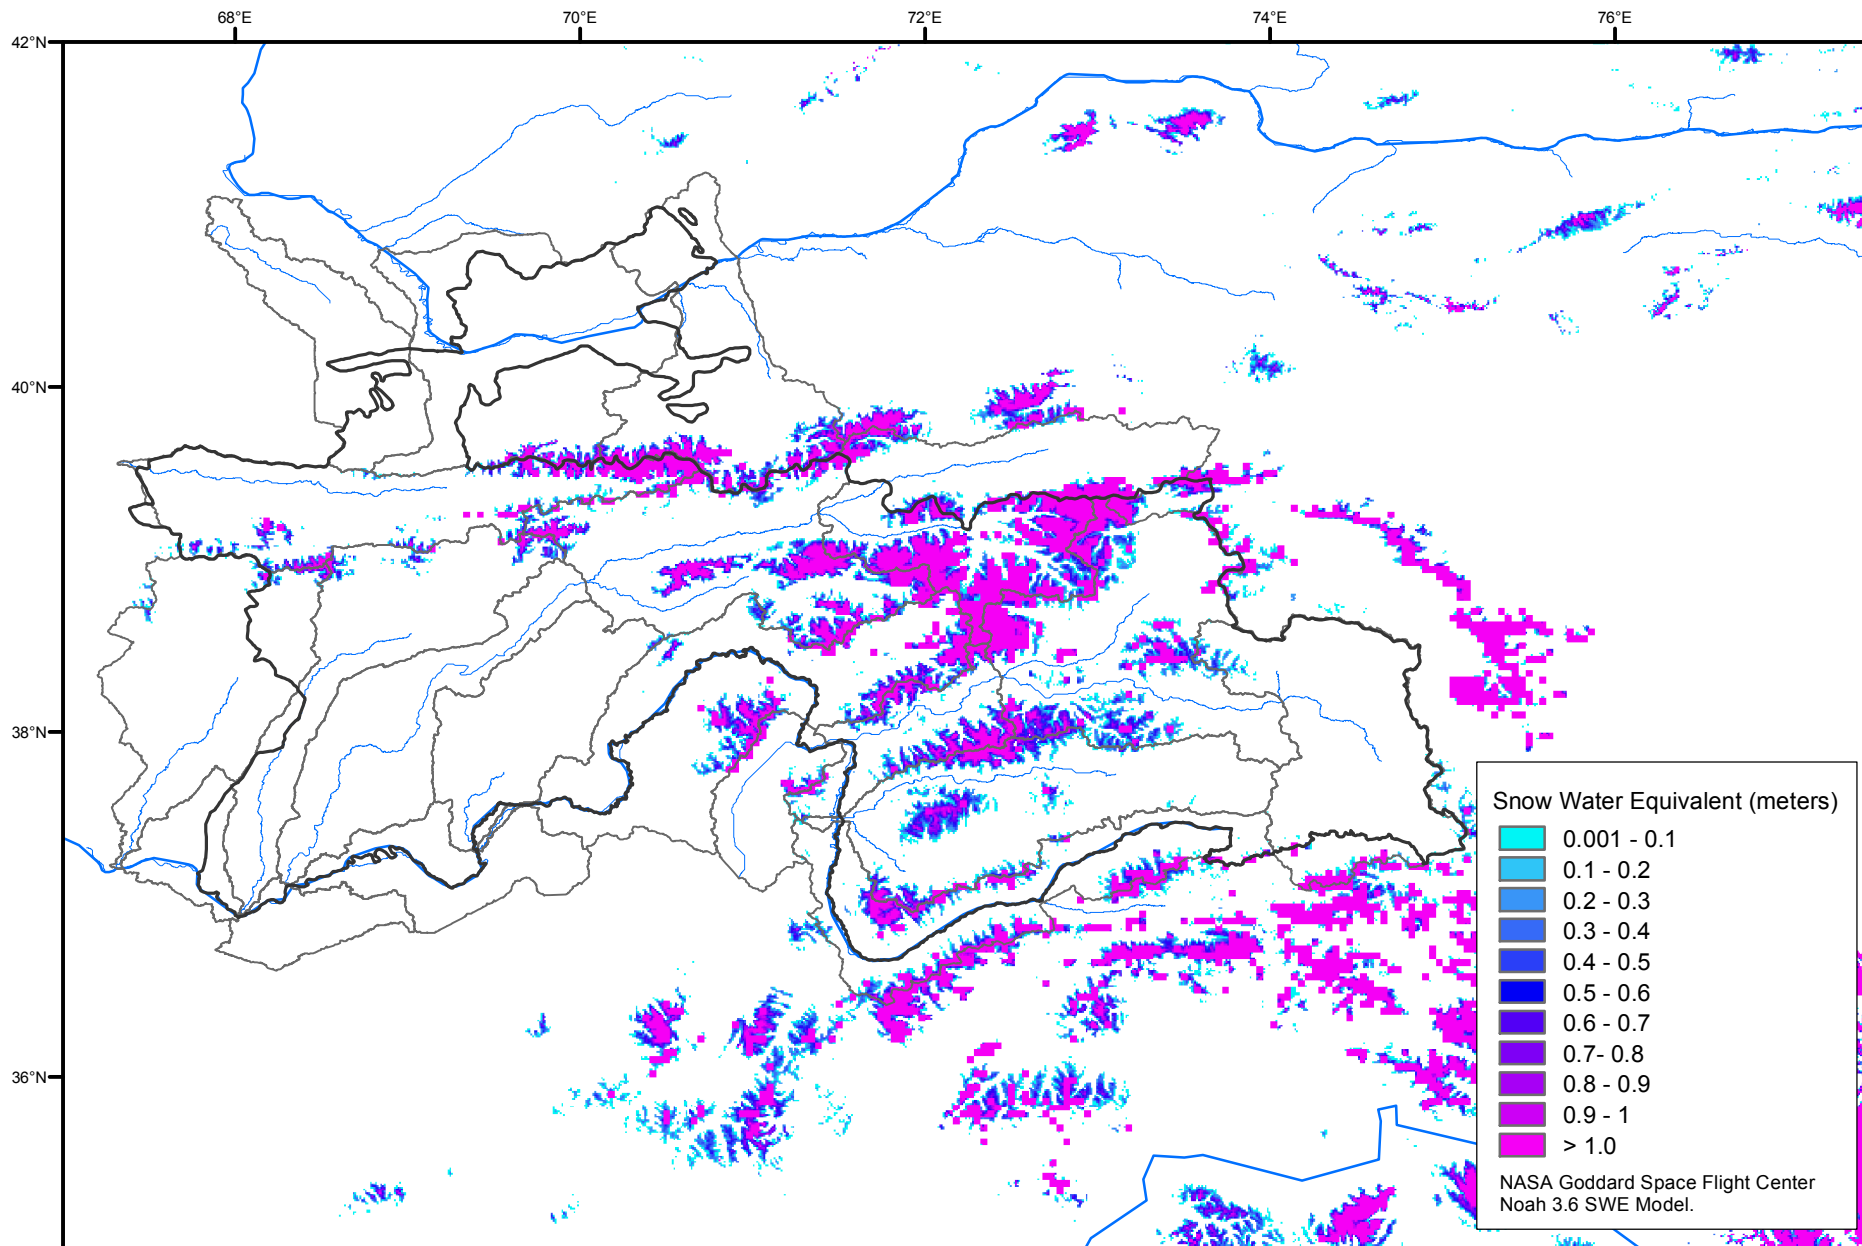 68°E 70°E 72°E 74°E 76°E
42°N
40°N
38°N
36°N
Snow Water Equivalent (meters)
0.001 - 0.1
0.1 - 0.2
0.2 - 0.3
0.3 - 0.4
0.4 - 0.5
0.5 - 0.6
0.6 - 0.7
0.7- 0.8
0.8 - 0.9
0.9 - 1
> 1.0
NASA Goddard Space Flight Center
Noah 3.6 SWE Model.